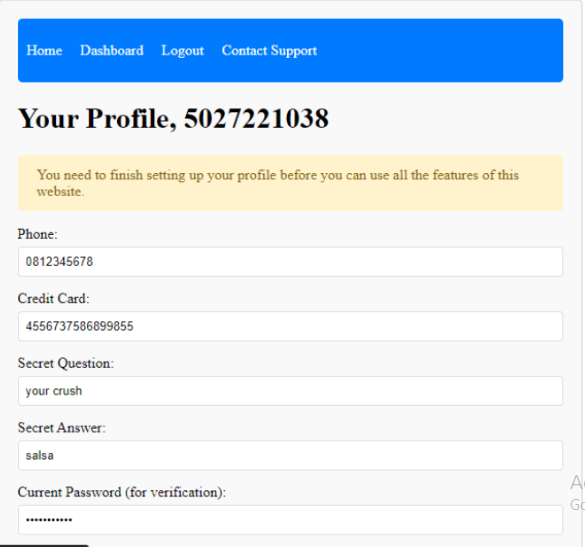 Home Dashboard Logout Contact Support
Your Profile, 5027221038
You need to finish setting up your profile before you can use all the features of this
website.
Phone:
0812345678
Credit Card:
4556737586899855
Secret Question:
your crush
Secret Answer:
salsa
Current Password (for verification):
•••••••••••